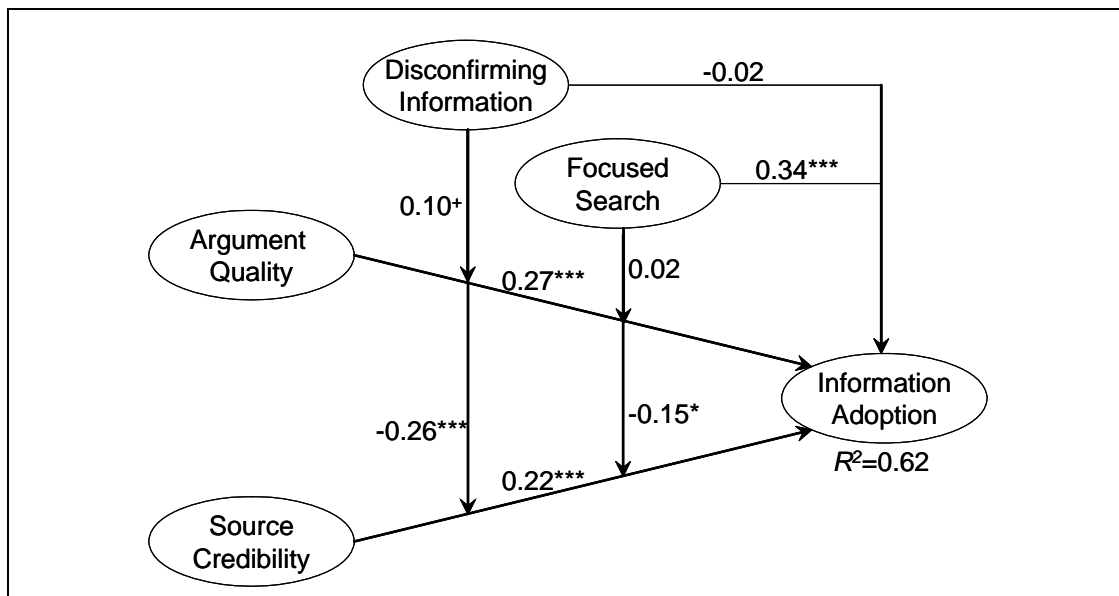 Disconfirming
Information
-0.02
Focused
Search
0.34***
0.10+
Argument
Quality
0.27***
0.02
Information
Adoption
R²=0.62
-0.26***
-0.15*
0.22***
Source
Credibility